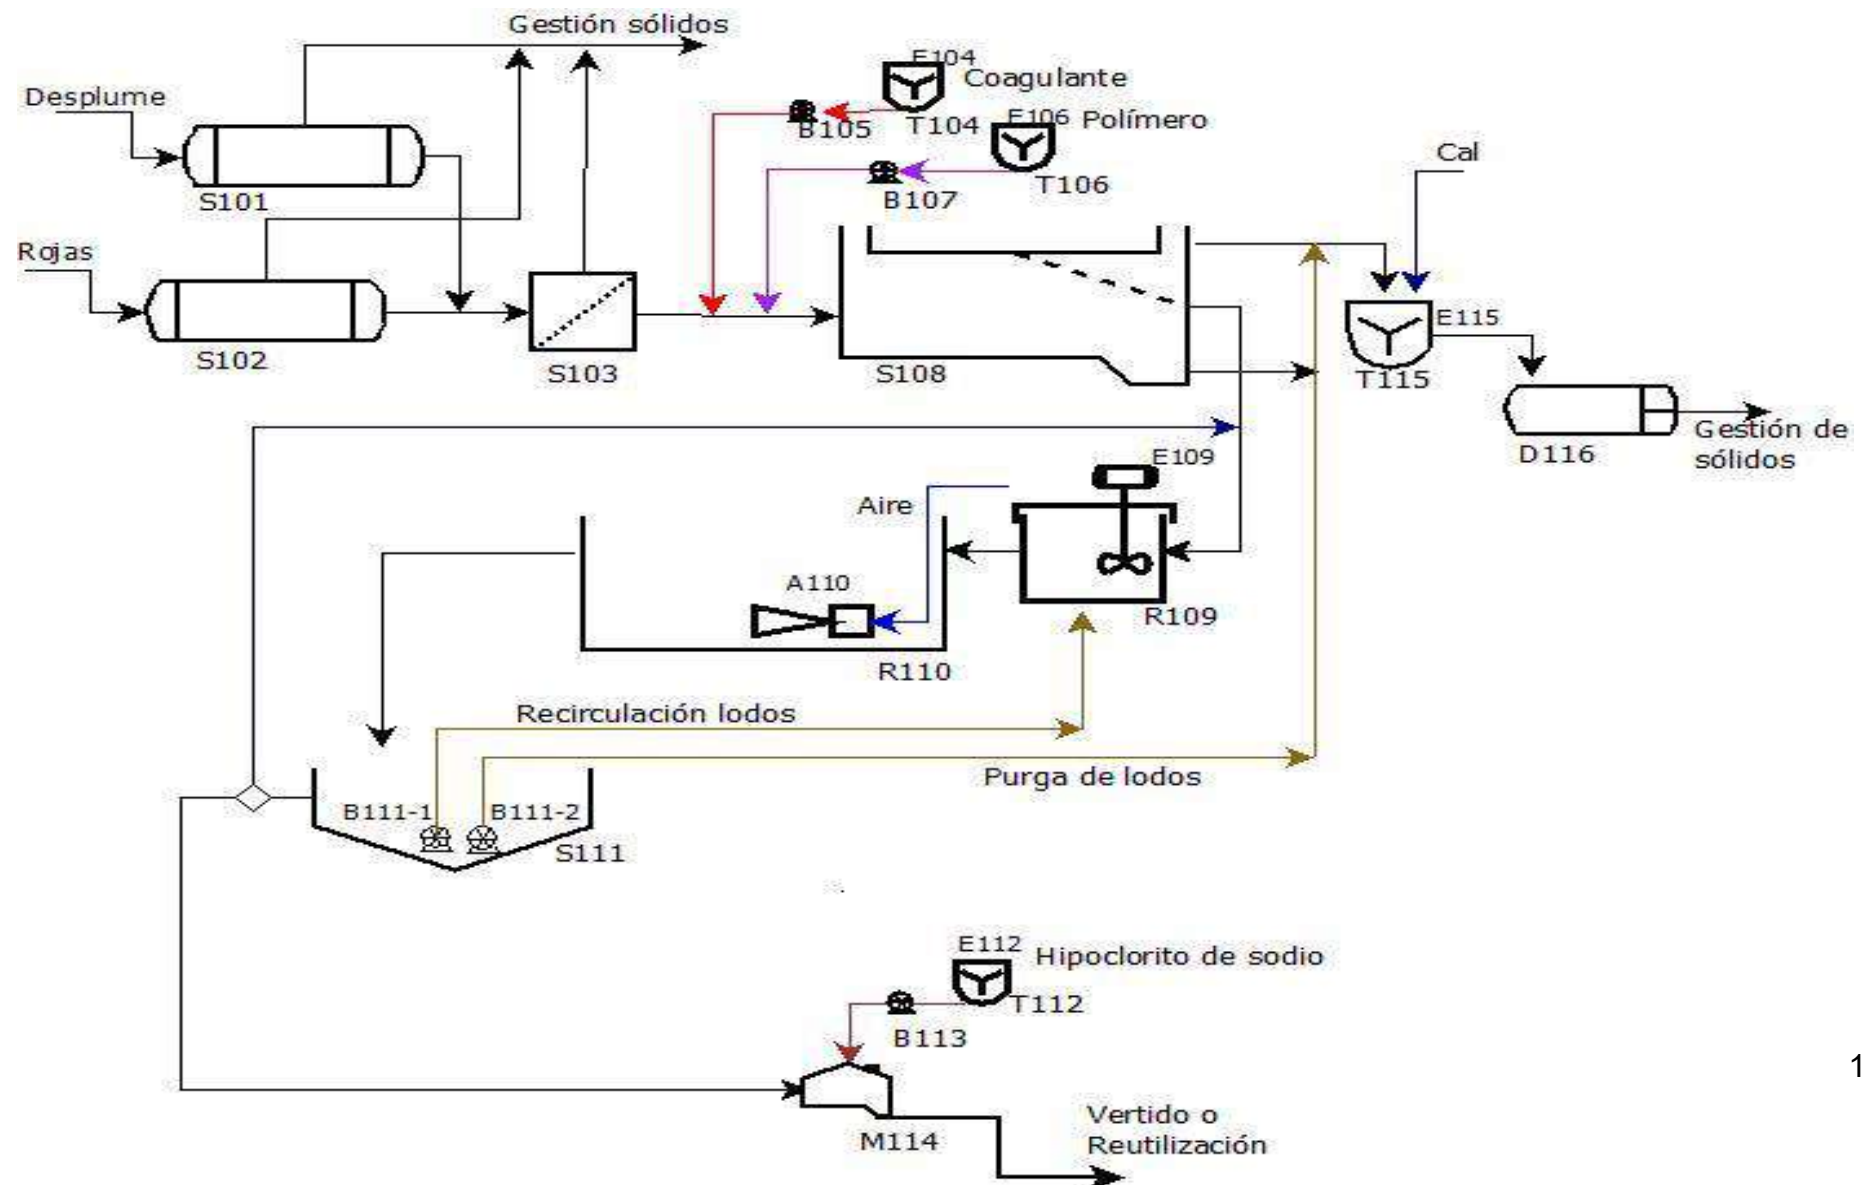 Gestión sólidos
Desplume
S101
Rojas
S102
S103
E104
Coagulante
B105
T104
E106
Polímero
B107
T106
S108
Cal
E115
T115
D116
Gestión de
sólidos
E109
Aire
A110
R109
R110
Recirculación lodos
Purga de lodos
B111-1
B111-2
S111
E112
Hipoclorito de sodio
T112
B113
M114
Vertido o
Reutilización
1